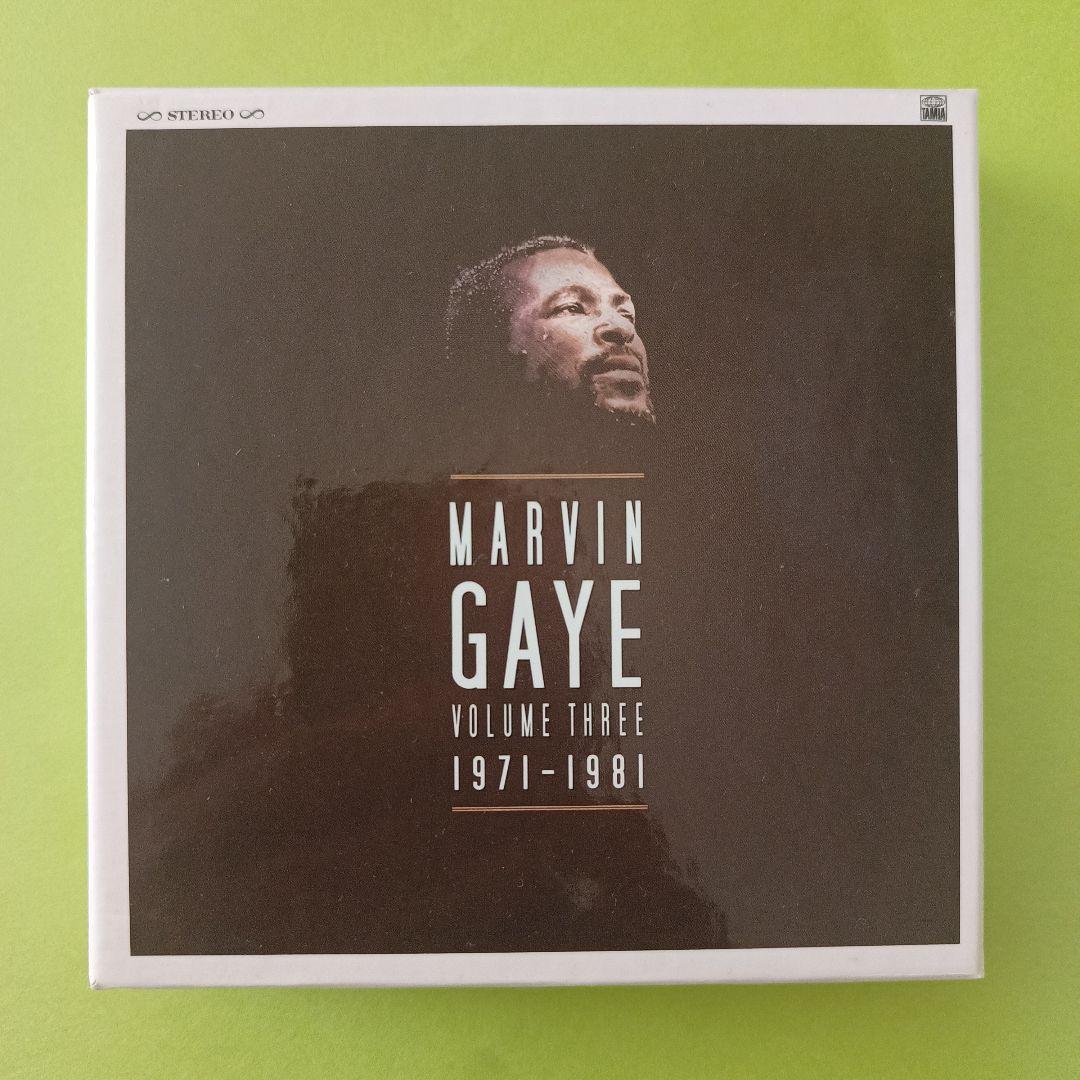 ∞ STEREO ∞
TAMLA
MARVIN
GAYE
VOLUME THREE
1971-1981